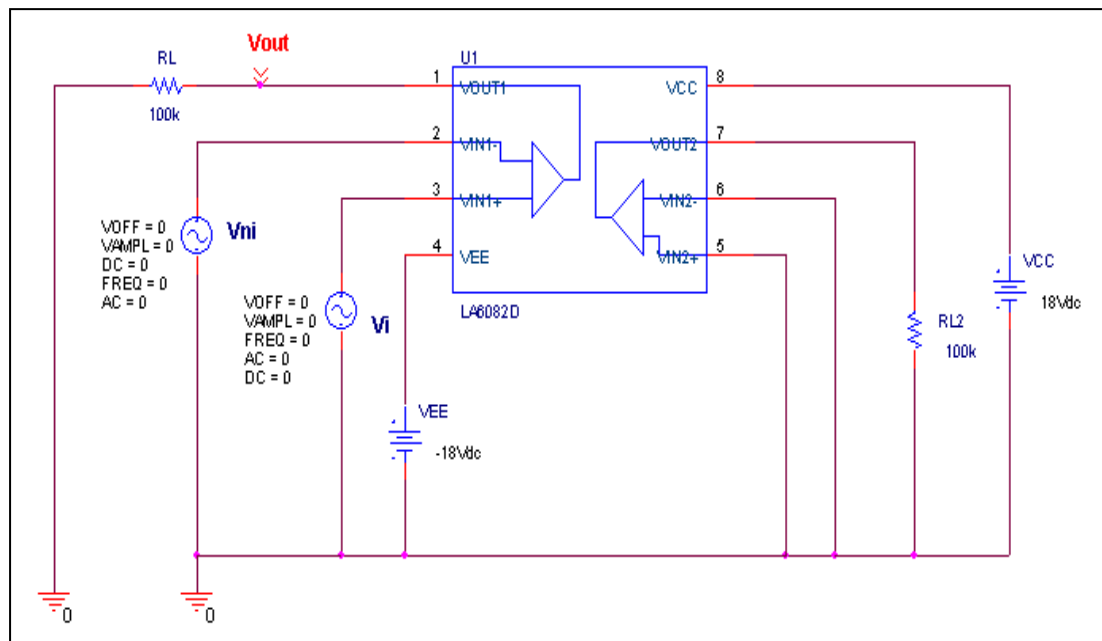 Vout
RL
100k
U1
1
VOUT1
2
VIN1-
3
VIN1+
4
VEE
8
VCC
7
VOUT2
6
VIN2-
5
VIN2+
LA6082D
VOFF = 0
VAMPL = 0
DC = 0
FREQ = 0
AC = 0
Vni
VOFF = 0
VAMPL = 0
FREQ = 0
AC = 0
DC = 0
Vi
VEE
-18Vdc
RL2
100k
VCC
18Vdc
0
0